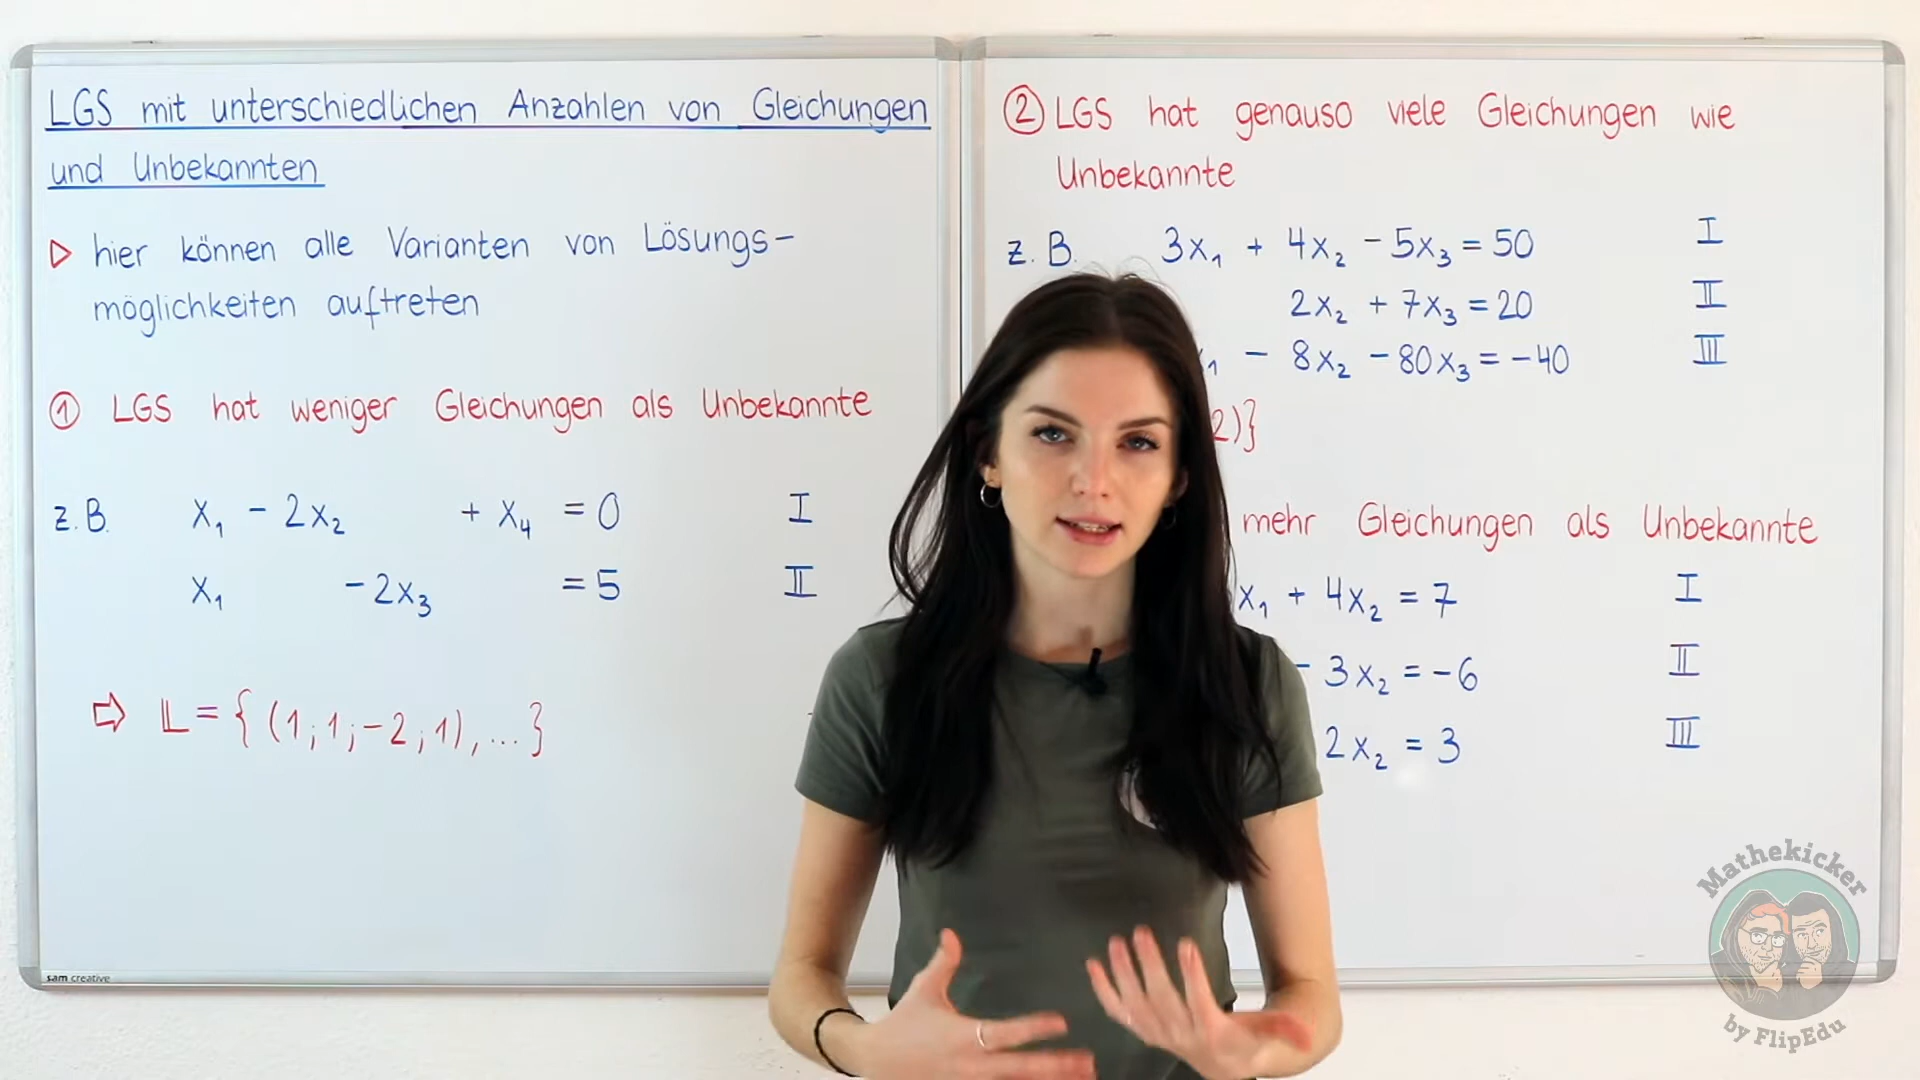 LGS mit unterschiedlichen Anzahlen von Gleichungen
und Unbekannten
▷ hier können alle Varianten von Lösungs-
möglichkeiten auftreten
① LGS hat weniger Gleichungen als Unbekannte
z.B. x₁ - 2x₂ + x₄ = 0 I
x₁ - 2x₃ = 5 II
⇨ 𝕃 = { (1; 1; -2; 1), ... }
② LGS hat genauso viele Gleichungen wie
Unbekannte
z.B. 3x₁ + 4x₂ - 5x₃ = 50 I
2x₂ + 7x₃ = 20 II
₁ - 8x₂ - 80x₃ = -40 III
2)}
mehr Gleichungen als Unbekannte
x₁ + 4x₂ = 7 I
- 3x₂ = -6 II
2x₂ = 3 III
sam creative
Mathekicker
by FlipEdu